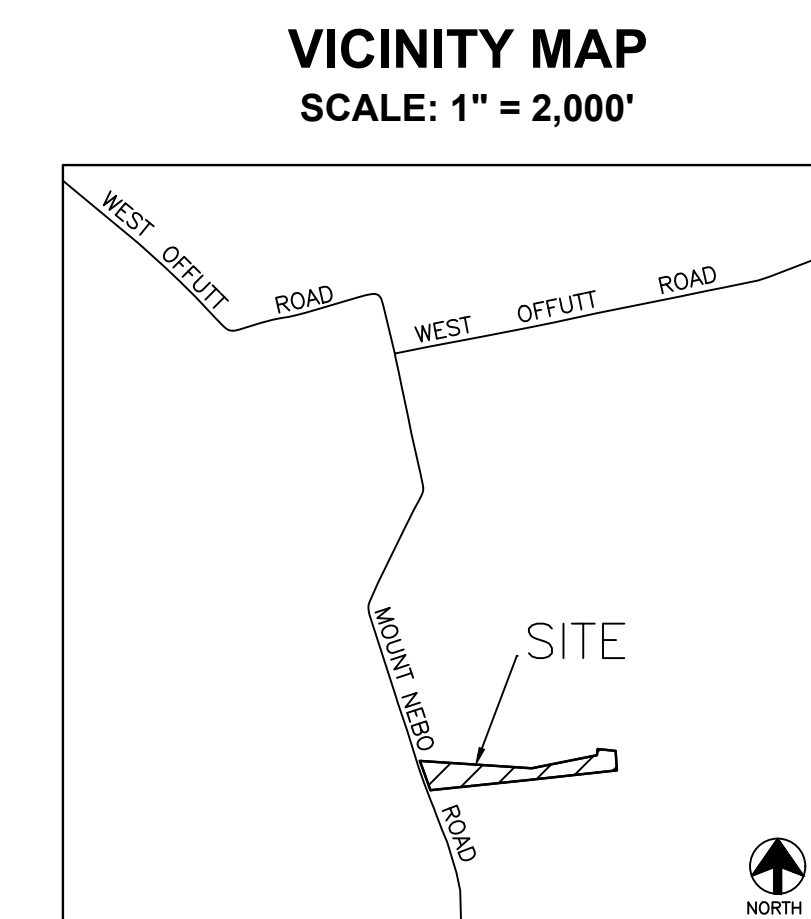 VICINITY MAP
SCALE: 1" = 2,000'
WEST OFFUTT ROAD
WEST OFFUTT ROAD
SITE
MOUNT NEBO ROAD
NORTH